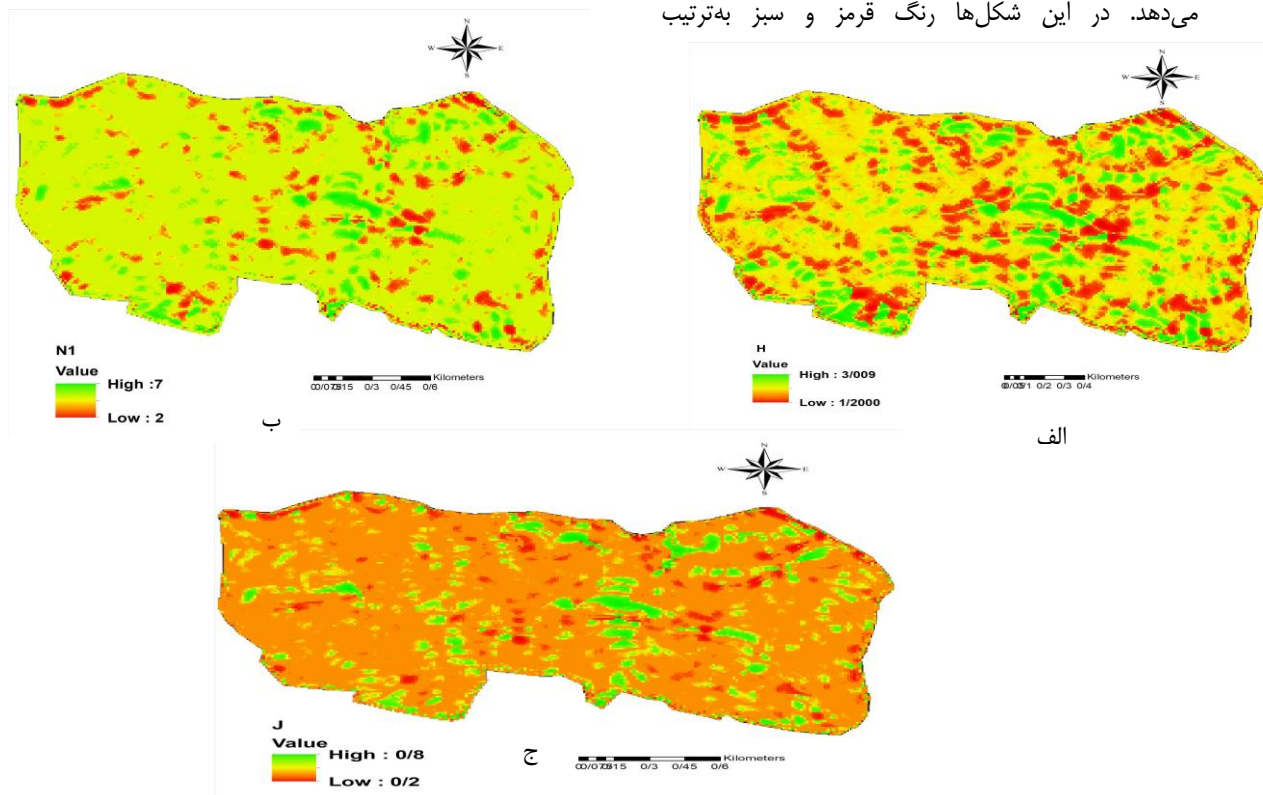 می‌دهد. در این شکل‌ها رنگ قرمز و سبز به‌ترتیب
N
W E
S
H
Value
High : 3/009
Low : 1/2000
0/2 0/3 0/4
Kilometers
الف
N
W E
S
N1
Value
High :7
Low : 2
0/3 0/45 0/6
Kilometers
ب
N
W E
S
J
Value
High : 0/8
Low : 0/2
0/3 0/45 0/6
Kilometers
ج